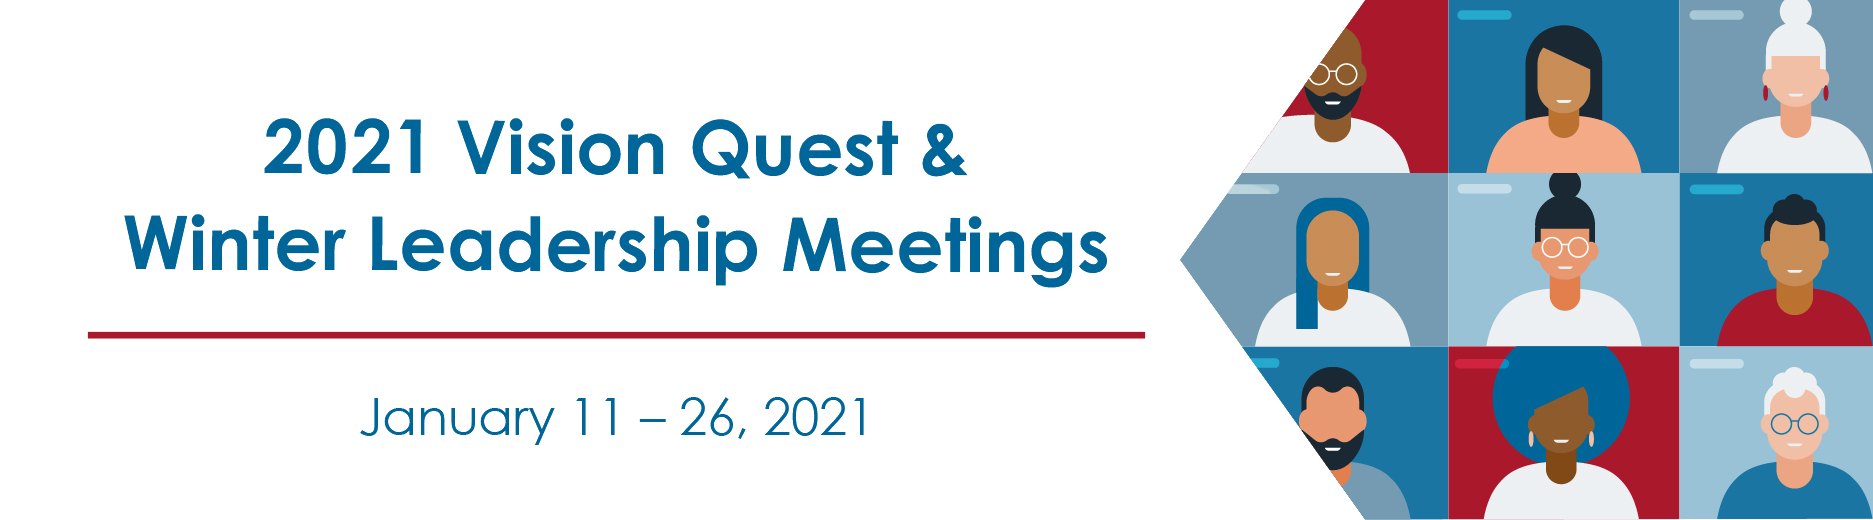 2021 Vision Quest &
Winter Leadership Meetings
January 11 – 26, 2021